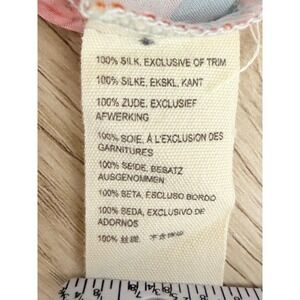 100% SILK, EXCLUSIVE OF TRIM
100% SILKE, EKSKL, KANT
100% ZUDE, EXCLUSIEF
AFWERKING
100% SOIE, À L'EXCLUSION DES
GARNITURES
100% SEIDE, BESATZ
AUSGENOMMEN
100% SETA, ESCLUSO BORDO
100% SEDA, EXCLUSIVO DE
ADORNOS
100% 丝绸,